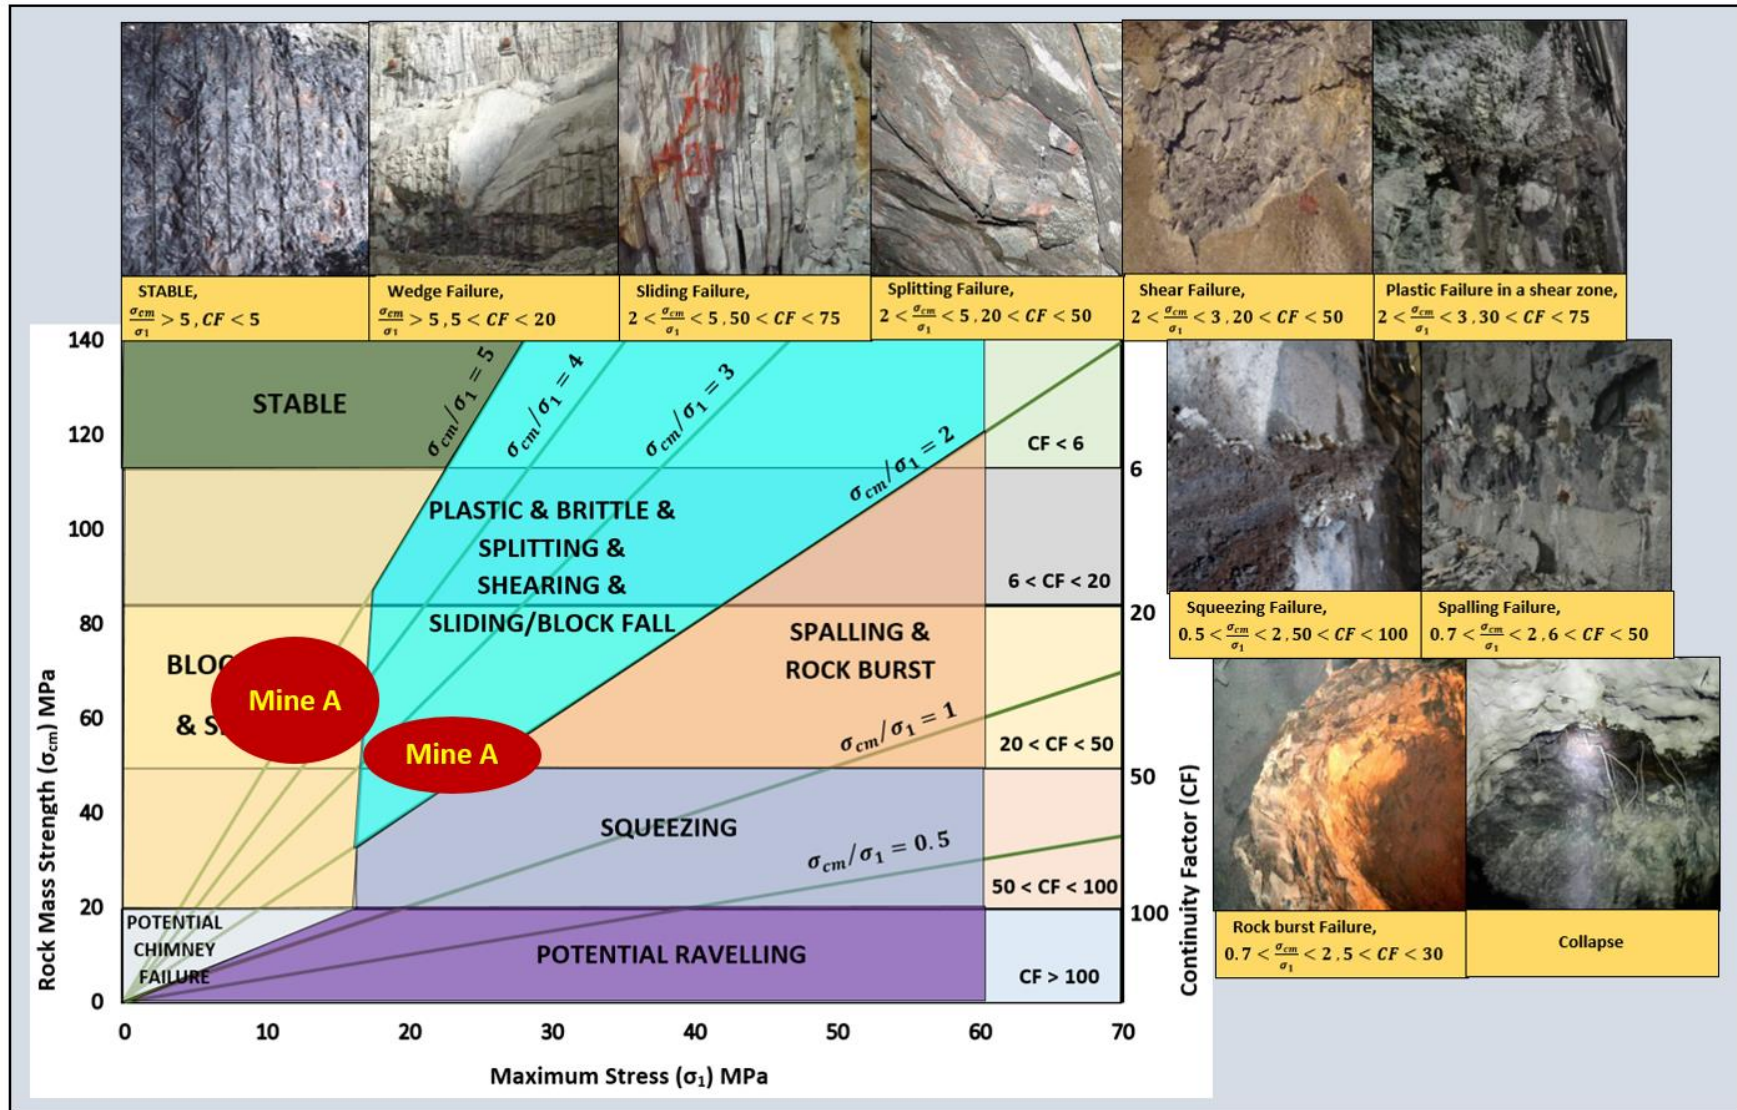 STABLE,
σcm/σ1 > 5 , CF < 5
Wedge Failure,
σcm/σ1 > 5 , 5 < CF < 20
Sliding Failure,
2 < σcm/σ1 < 5 , 50 < CF < 75
Splitting Failure,
2 < σcm/σ1 < 5 , 20 < CF < 50
Shear Failure,
2 < σcm/σ1 < 3 , 20 < CF < 50
Plastic Failure in a shear zone,
2 < σcm/σ1 < 3 . 30 < CF < 75
140
120
100
80
60
40
20
0
Rock Mass Strength (σcm) MPa
STABLE
σcm/σ1 = 5
σcm/σ1 = 4
σcm/σ1 = 3
σcm/σ1 = 2
CF < 6
6
PLASTIC & BRITTLE &
SPLITTING &
SHEARING &
SLIDING/BLOCK FALL
6 < CF < 20
20
BLOC
& S
Mine A
Mine A
SPALLING &
ROCK BURST
σcm/σ1 = 1
20 < CF < 50
50
SQUEEZING
σcm/σ1 = 0.5
50 < CF < 100
100
POTENTIAL
CHIMNEY
FAILURE
POTENTIAL RAVELLING
CF > 100
Continuity Factor (CF)
0 10 20 30 40 50 60 70
Maximum Stress (σ1) MPa
Squeezing Failure,
0.5 < σcm/σ1 < 2 , 50 < CF < 100
Spalling Failure,
0.7 < σcm/σ1 < 2 , 6 < CF < 50
Rock burst Failure,
0.7 < σcm/σ1 < 2 . 5 < CF < 30
Collapse